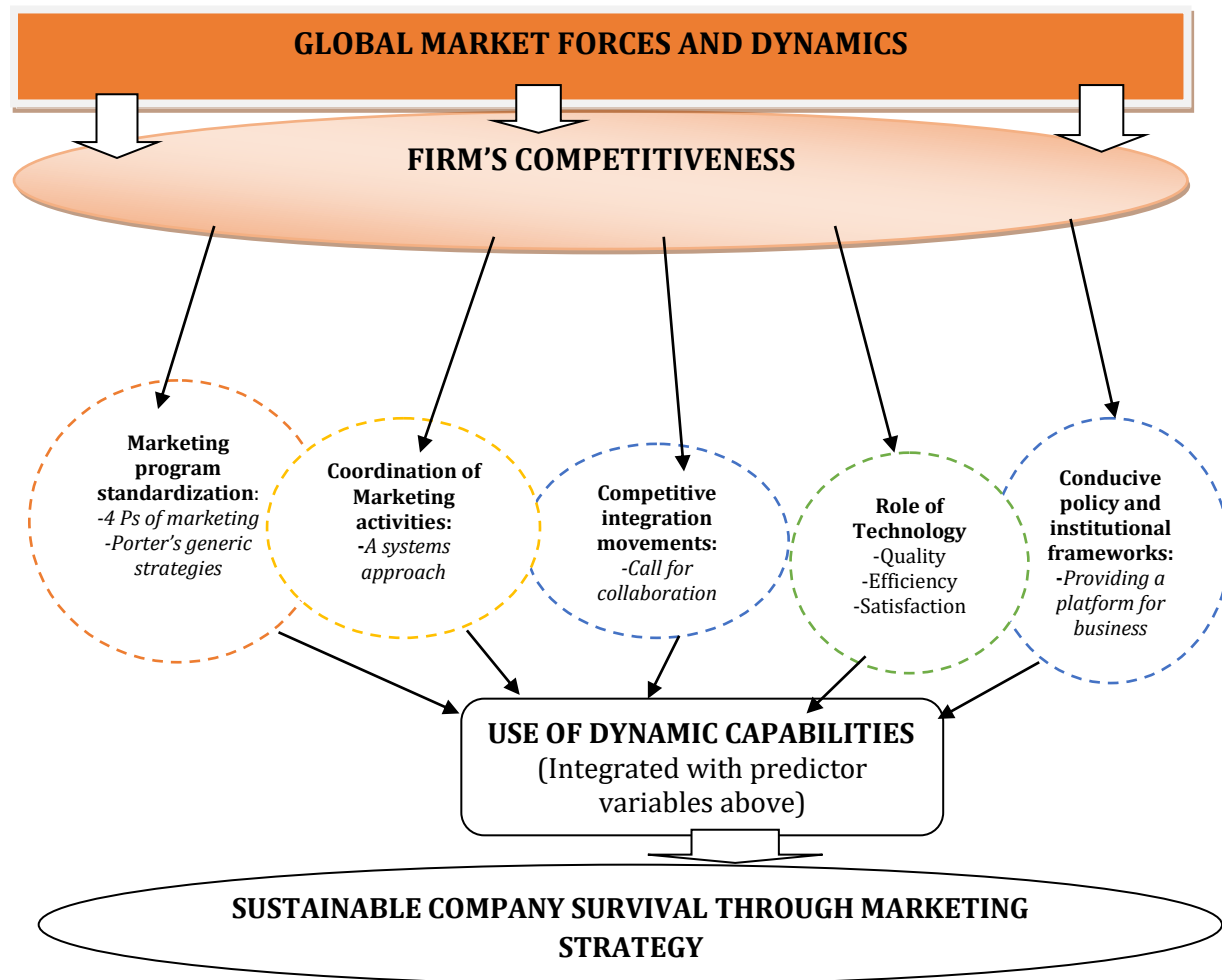 GLOBAL MARKET FORCES AND DYNAMICS
FIRM’S COMPETITIVENESS
Marketing
program
standardization:
-4 Ps of marketing
-Porter’s generic
strategies
Coordination of
Marketing
activities:
-A systems
approach
Competitive
integration
movements:
-Call for
collaboration
Role of
Technology
-Quality
-Efficiency
-Satisfaction
Conducive
policy and
institutional
frameworks:
-Providing a
platform for
business
USE OF DYNAMIC CAPABILITIES
(Integrated with predictor
variables above)
SUSTAINABLE COMPANY SURVIVAL THROUGH MARKETING
STRATEGY